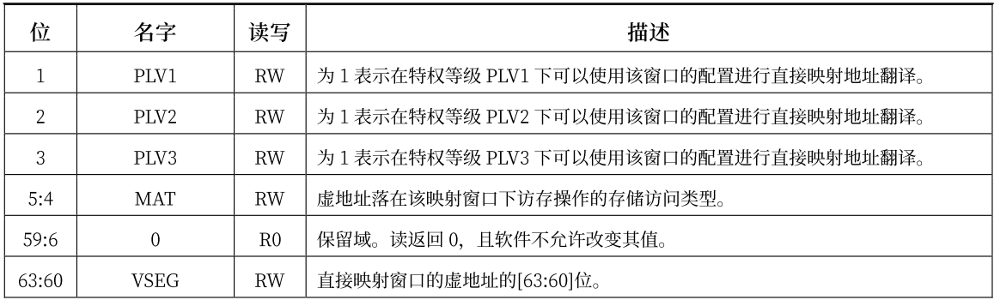 位 名字 读写 描述
1 PLV1 RW 为 1 表示在特权等级 PLV1 下可以使用该窗口的配置进行直接映射地址翻译。
2 PLV2 RW 为 1 表示在特权等级 PLV2 下可以使用该窗口的配置进行直接映射地址翻译。
3 PLV3 RW 为 1 表示在特权等级 PLV3 下可以使用该窗口的配置进行直接映射地址翻译。
5:4 MAT RW 虚地址落在该映射窗口下访存操作的存储访问类型。
59:6 0 R0 保留域。读返回 0，且软件不允许改变其值。
63:60 VSEG RW 直接映射窗口的虚地址的[63:60]位。